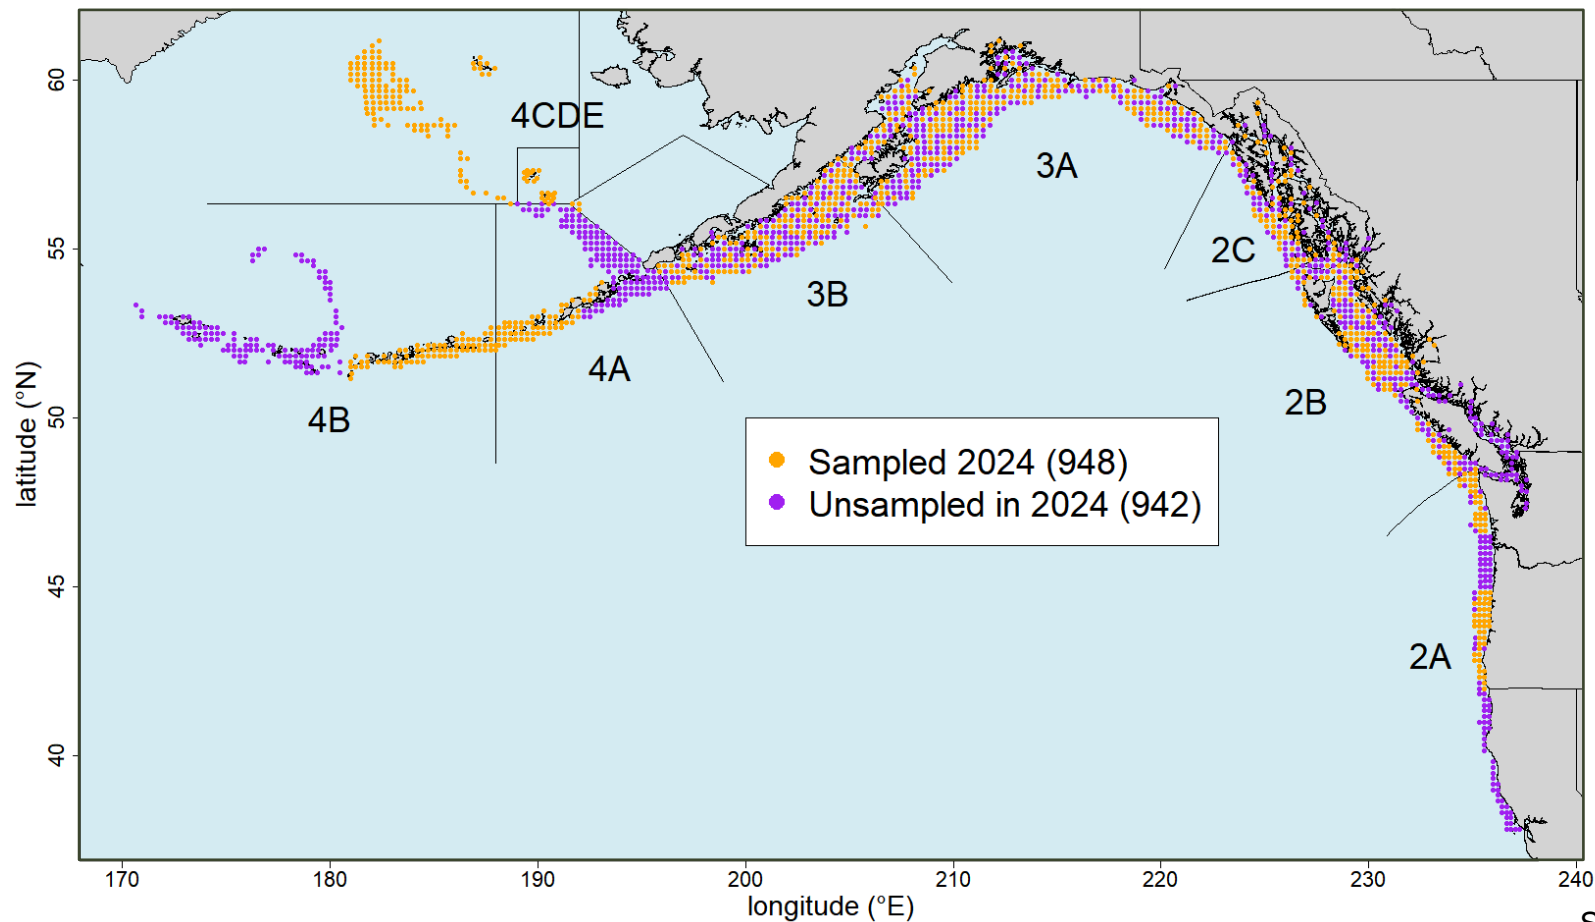 60
55
50
45
40
latitude (°N)
4CDE
3A
2C
3B
4A
4B
2B
Sampled 2024 (948)
Unsampled in 2024 (942)
2A
170
180
190
200
210
220
230
240
longitude (°E)